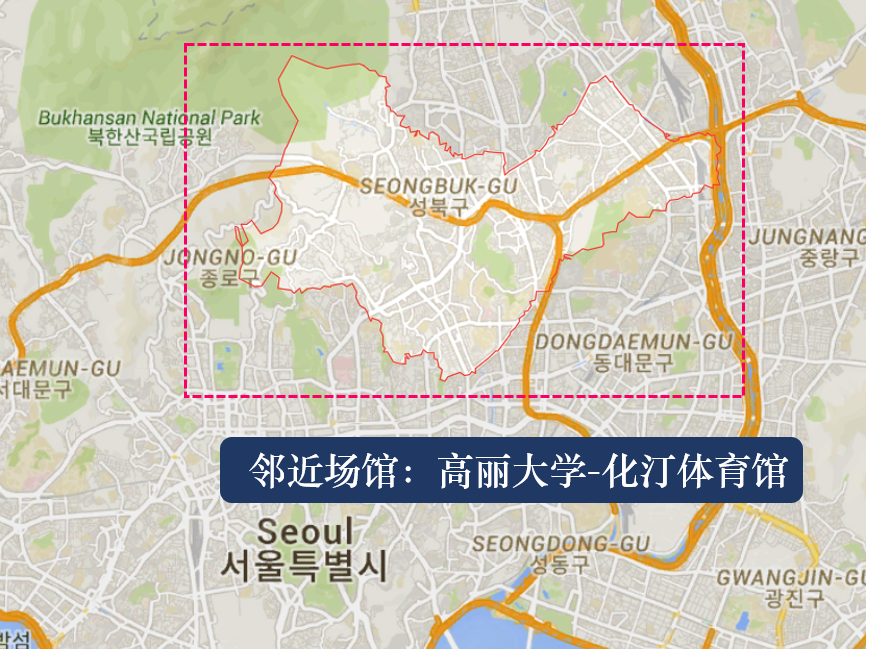 Bukhansan National Park
북한산국립공원
SEONGBUK-GU
성북구
JONGNO-GU
종로구
JUNGNANG
중랑구
DONGDAEMUN-GU
동대문구
AEMUN-GU
서대문구
邻近场馆：高丽大学-化汀体育馆
Seoul
서울특별시
SEONGDONG-GU
성동구
GWANGJIN-GU
광진구
밤섬